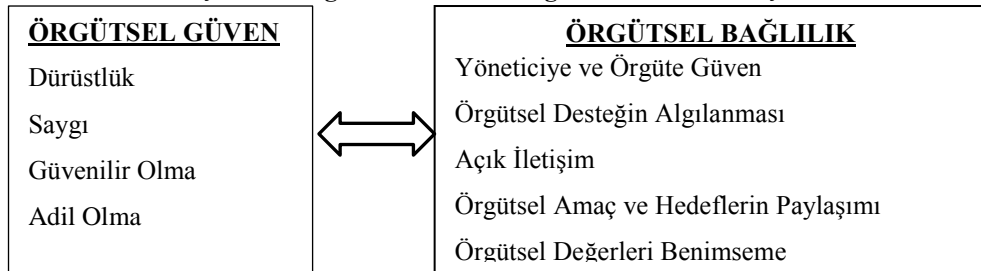 ÖRGÜTSEL GÜVEN
Dürüstlük
Saygı
Güvenilir Olma
Adil Olma
ÖRGÜTSEL BAĞLILIK
Yöneticiye ve Örgüte Güven
Örgütsel Desteğin Algılanması
Açık İletişim
Örgütsel Amaç ve Hedeflerin Paylaşımı
Örgütsel Değerleri Benimseme